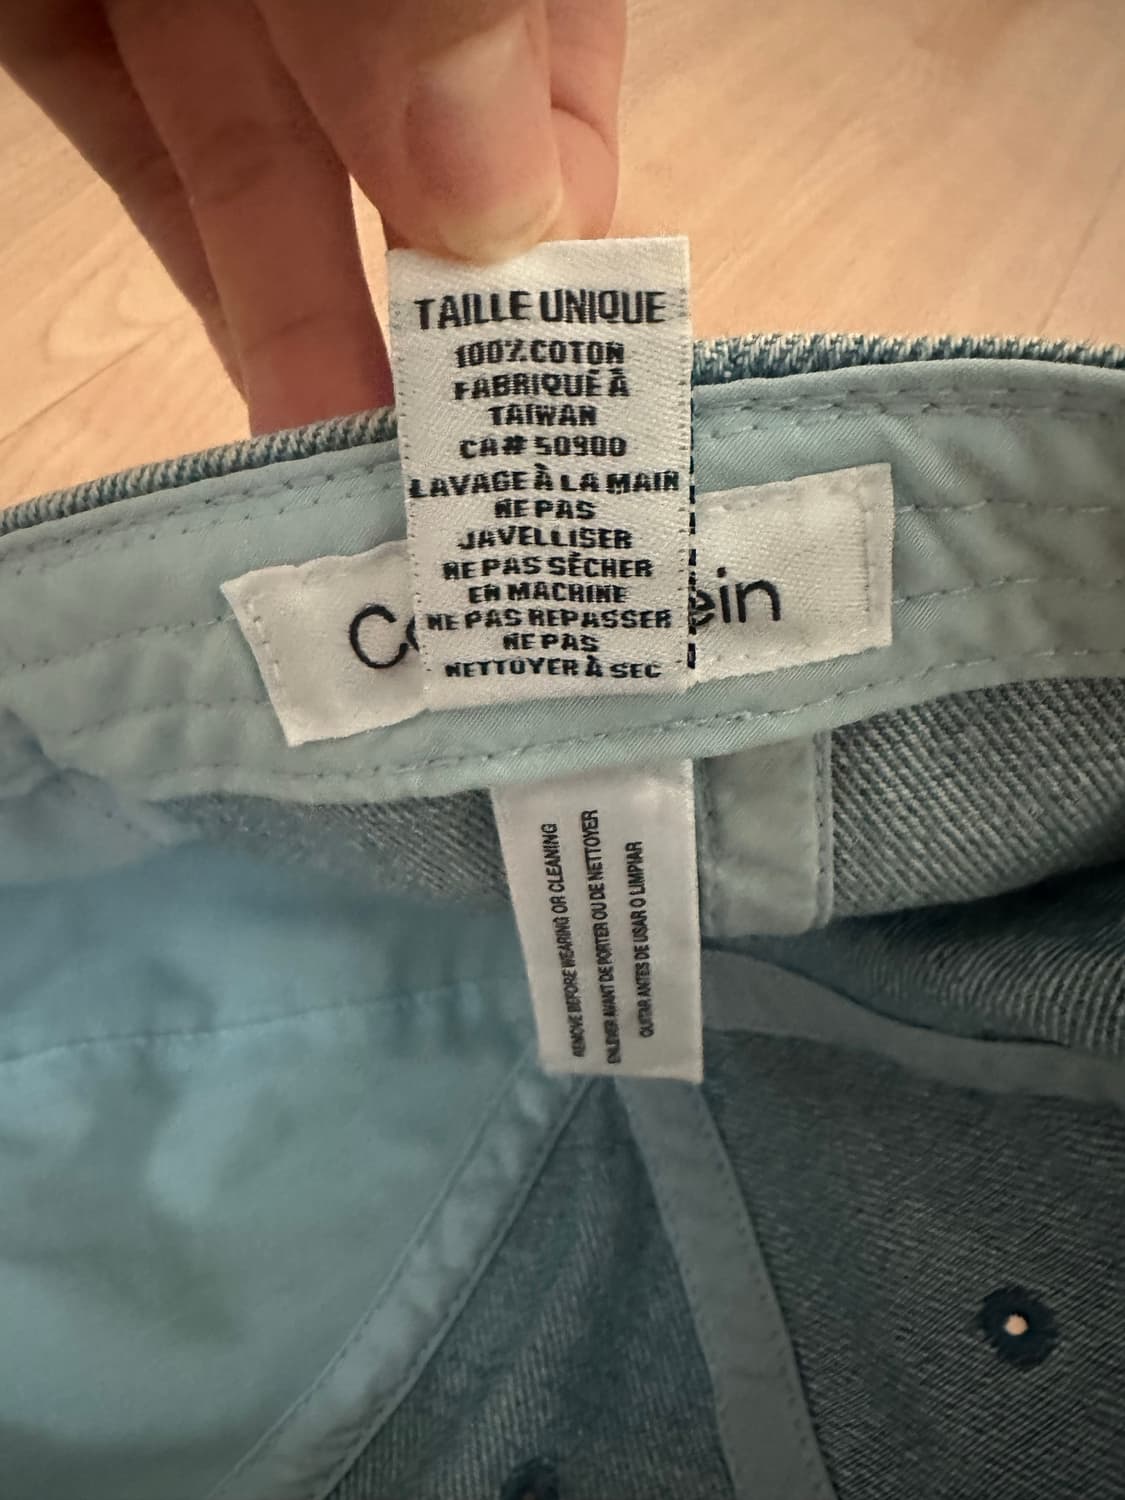 TAILLE UNIQUE
100% COTON
FABRIQUÉ À
TAIWAN
CA# 50900
LAVAGE À LA MAIN
NE PAS
JAVELLISER
NE PAS SÉCHER
EN MACHINE
NE PAS REPASSER
NE PAS
NETTOYER À SEC
REMOVE BEFORE WEARING OR CLEANING
ENLEVER AVANT DE PORTER OU DE NETTOYER
QUITAR ANTES DE USAR O LIMPIAR